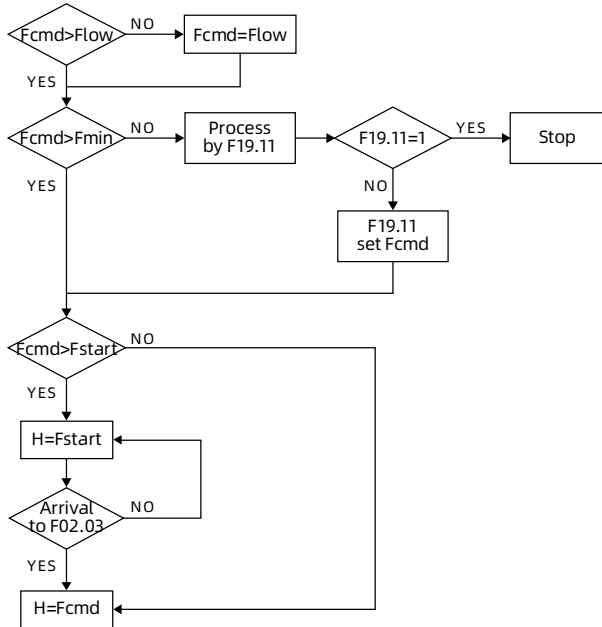 Fcmd>Flow
NO
Fcmd=Flow
YES
Fcmd>Fmin
NO
Process
by F19.11
F19.11=1
YES
Stop
YES
NO
F19.11
set Fcmd
Fcmd>Fstart
NO
YES
H=Fstart
Arrival
to F02.03
NO
YES
H=Fcmd